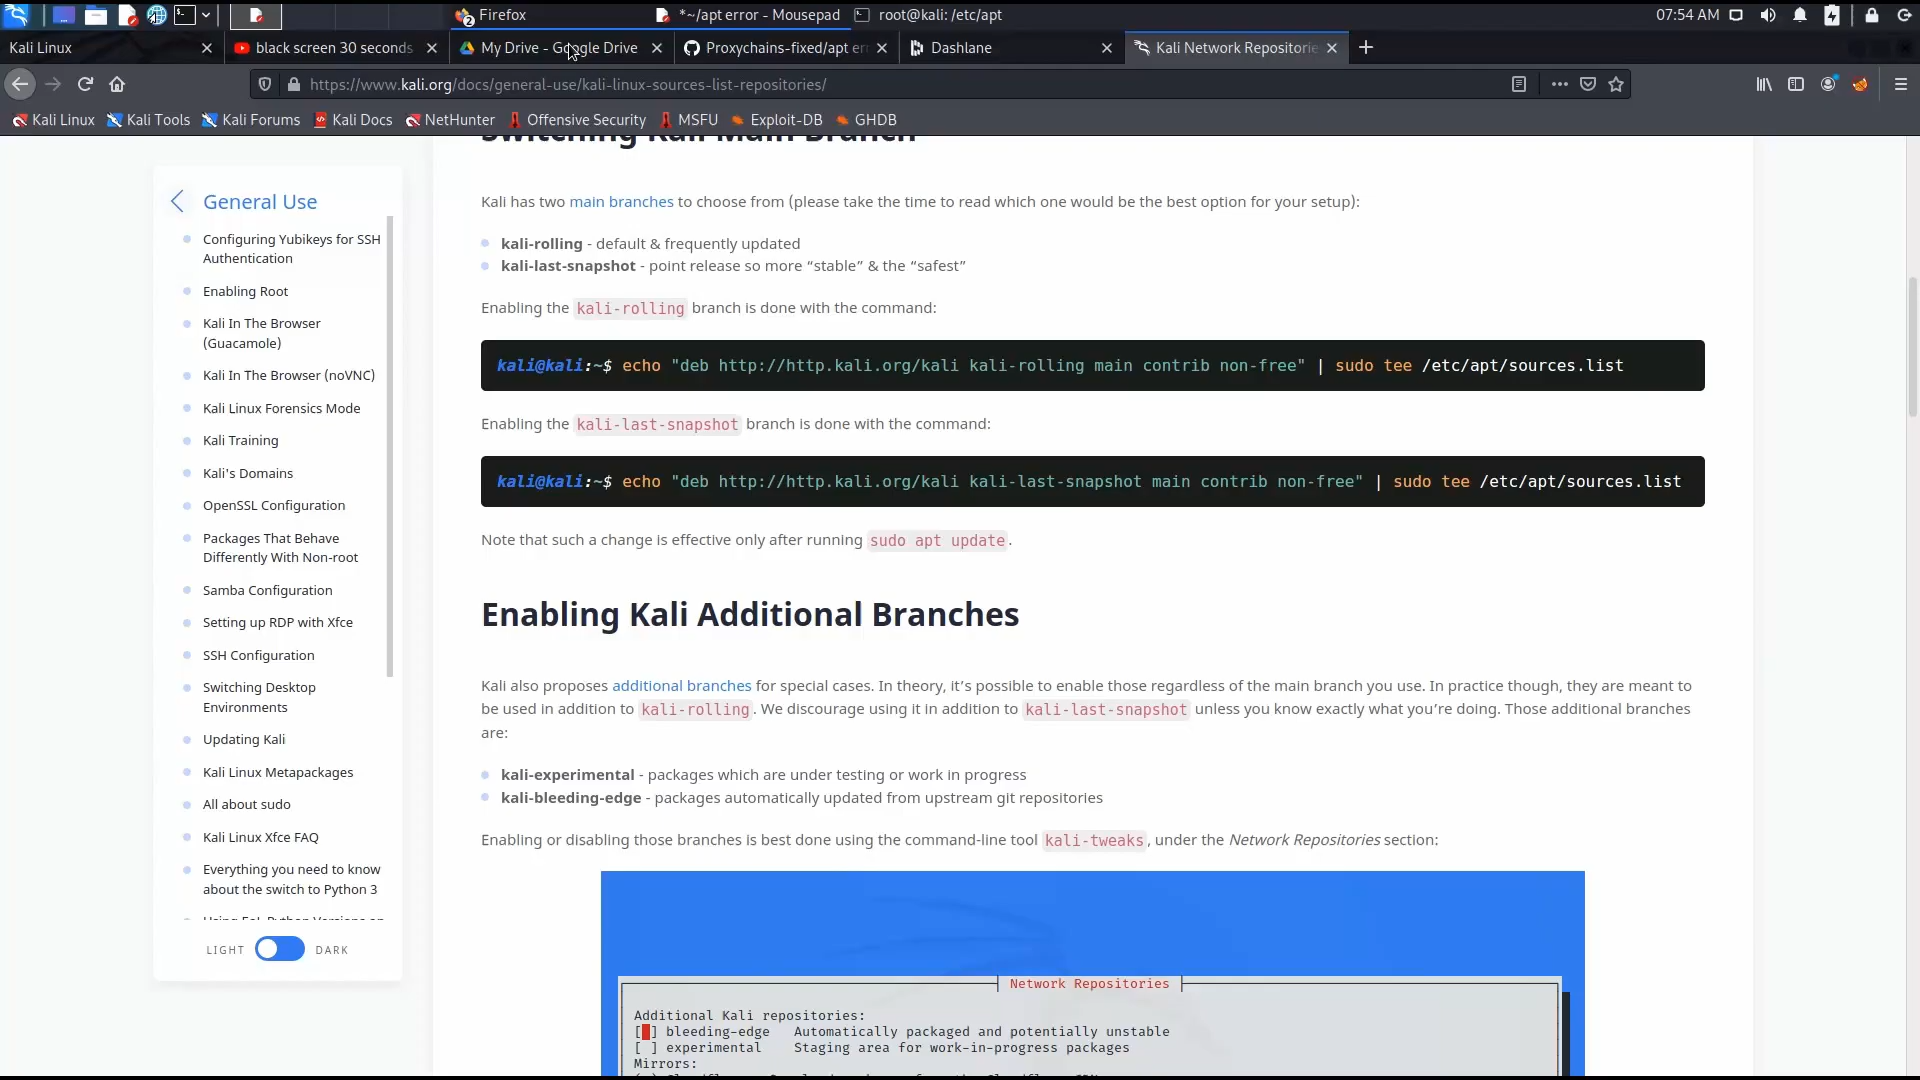 Firefox
2
*~/apt error - Mousepad
root@kali: /etc/apt
07:54 AM
Kali Linux
black screen 30 seconds
My Drive - Google Drive
Proxychains-fixed/apt er
Dashlane
Kali Network Repositorie
https://www.kali.org/docs/general-use/kali-linux-sources-list-repositories/
Kali Linux
Kali Tools
Kali Forums
Kali Docs
NetHunter
Offensive Security
MSFU
Exploit-DB
GHDB
Switching Kali Main Branch
General Use
Configuring Yubikeys for SSH
Authentication
Enabling Root
Kali In The Browser
(Guacamole)
Kali In The Browser (noVNC)
Kali Linux Forensics Mode
Kali Training
Kali's Domains
OpenSSL Configuration
Packages That Behave
Differently With Non-root
Samba Configuration
Setting up RDP with Xfce
SSH Configuration
Switching Desktop
Environments
Updating Kali
Kali Linux Metapackages
All about sudo
Kali Linux Xfce FAQ
Everything you need to know
about the switch to Python 3
LIGHT
DARK
Kali has two main branches to choose from (please take the time to read which one would be the best option for your setup):
kali-rolling - default & frequently updated
kali-last-snapshot - point release so more “stable” & the “safest”
Enabling the kali-rolling branch is done with the command:
kali@kali:~$ echo "deb http://http.kali.org/kali kali-rolling main contrib non-free" | sudo tee /etc/apt/sources.list
Enabling the kali-last-snapshot branch is done with the command:
kali@kali:~$ echo "deb http://http.kali.org/kali kali-last-snapshot main contrib non-free" | sudo tee /etc/apt/sources.list
Note that such a change is effective only after running sudo apt update.
Enabling Kali Additional Branches
Kali also proposes additional branches for special cases. In theory, it’s possible to enable those regardless of the main branch you use. In practice though, they are meant to
be used in addition to kali-rolling. We discourage using it in addition to kali-last-snapshot unless you know exactly what you’re doing. Those additional branches
are:
kali-experimental - packages which are under testing or work in progress
kali-bleeding-edge - packages automatically updated from upstream git repositories
Enabling or disabling those branches is best done using the command-line tool kali-tweaks, under the Network Repositories section:
Network Repositories
Additional Kali repositories:
[ ] bleeding-edge Automatically packaged and potentially unstable
[ ] experimental Staging area for work-in-progress packages
Mirrors: